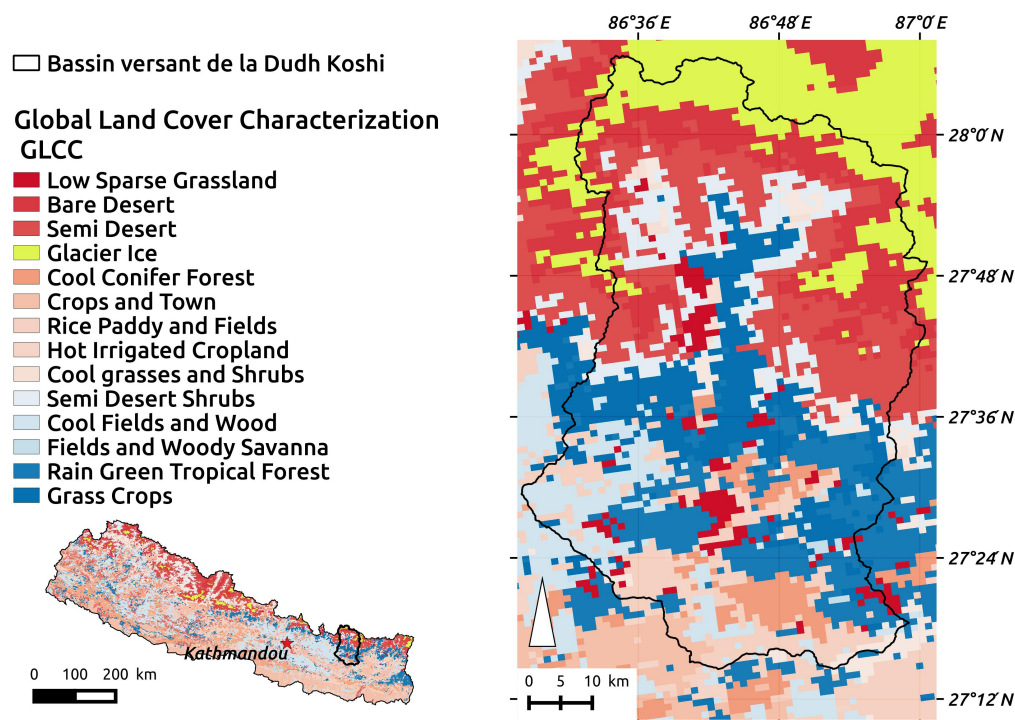 Bassin versant de la Dudh Koshi
Global Land Cover Characterization
GLCC
Low Sparse Grassland
Bare Desert
Semi Desert
Glacier Ice
Cool Conifer Forest
Crops and Town
Rice Paddy and Fields
Hot Irrigated Cropland
Cool grasses and Shrubs
Semi Desert Shrubs
Cool Fields and Wood
Fields and Woody Savanna
Rain Green Tropical Forest
Grass Crops
Kathmandou
0 100 200 km
86°36′E 86°48′E 87°0′E
28°0′N
27°48′N
27°36′N
27°24′N
27°12′N
0 5 10 km